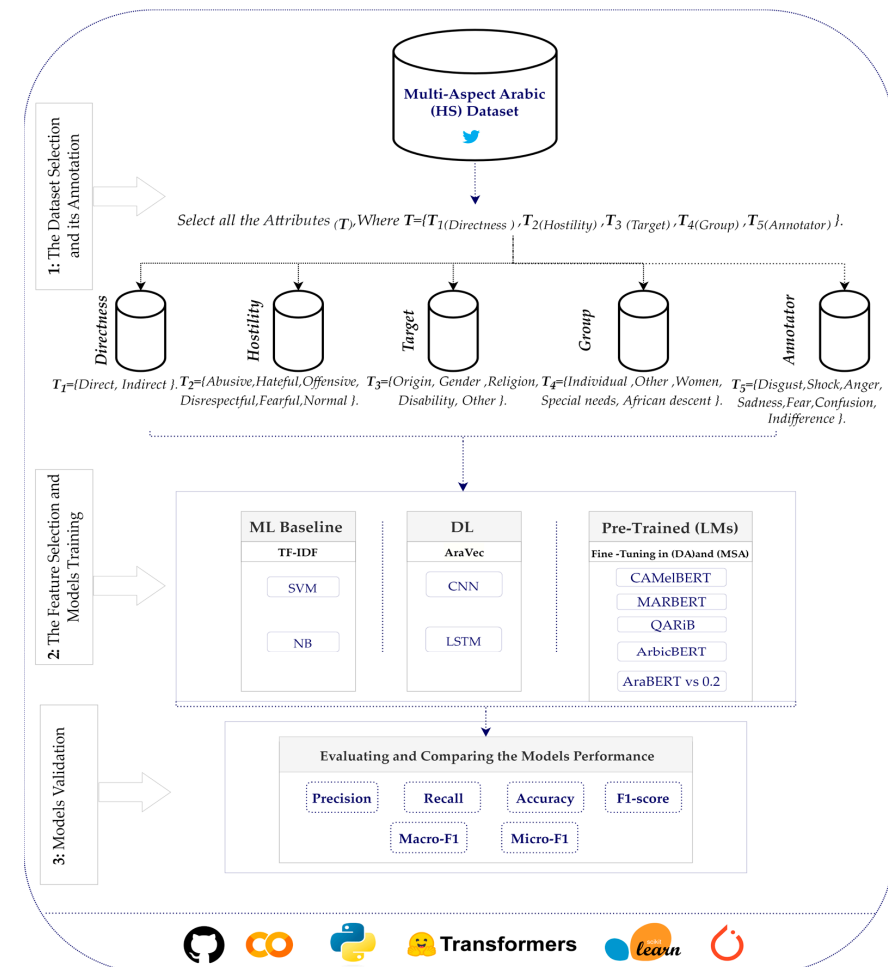 Multi-Aspect Arabic
(HS) Dataset
1: The Dataset Selection
and its Annotation
Select all the Attributes (T),Where T={T1(Directness ) ,T2(Hostility) ,T3 (Target) ,T4(Group) ,T5(Annotator) }.
Directness
Hostility
Target
Group
Annotator
T1={Direct, Indirect }.
T2={Abusive,Hateful,Offensive,
Disrespectful,Fearful,Normal }.
T3={Origin, Gender ,Religion,
Disability, Other }.
T4={Individual ,Other ,Women,
Special needs, African descent }.
T5={Disgust,Shock,Anger,
Sadness,Fear,Confusion,
Indifference }.
2: The Feature Selection and
Models Training
ML Baseline
TF-IDF
SVM
NB
DL
AraVec
CNN
LSTM
Pre-Trained (LMs)
Fine -Tuning in (DA)and (MSA)
CAMelBERT
MARBERT
QARiB
ArbicBERT
AraBERT vs 0.2
3: Models Validation
Evaluating and Comparing the Models Performance
Precision
Recall
Accuracy
F1-score
Macro-F1
Micro-F1
Transformers
scikit
learn